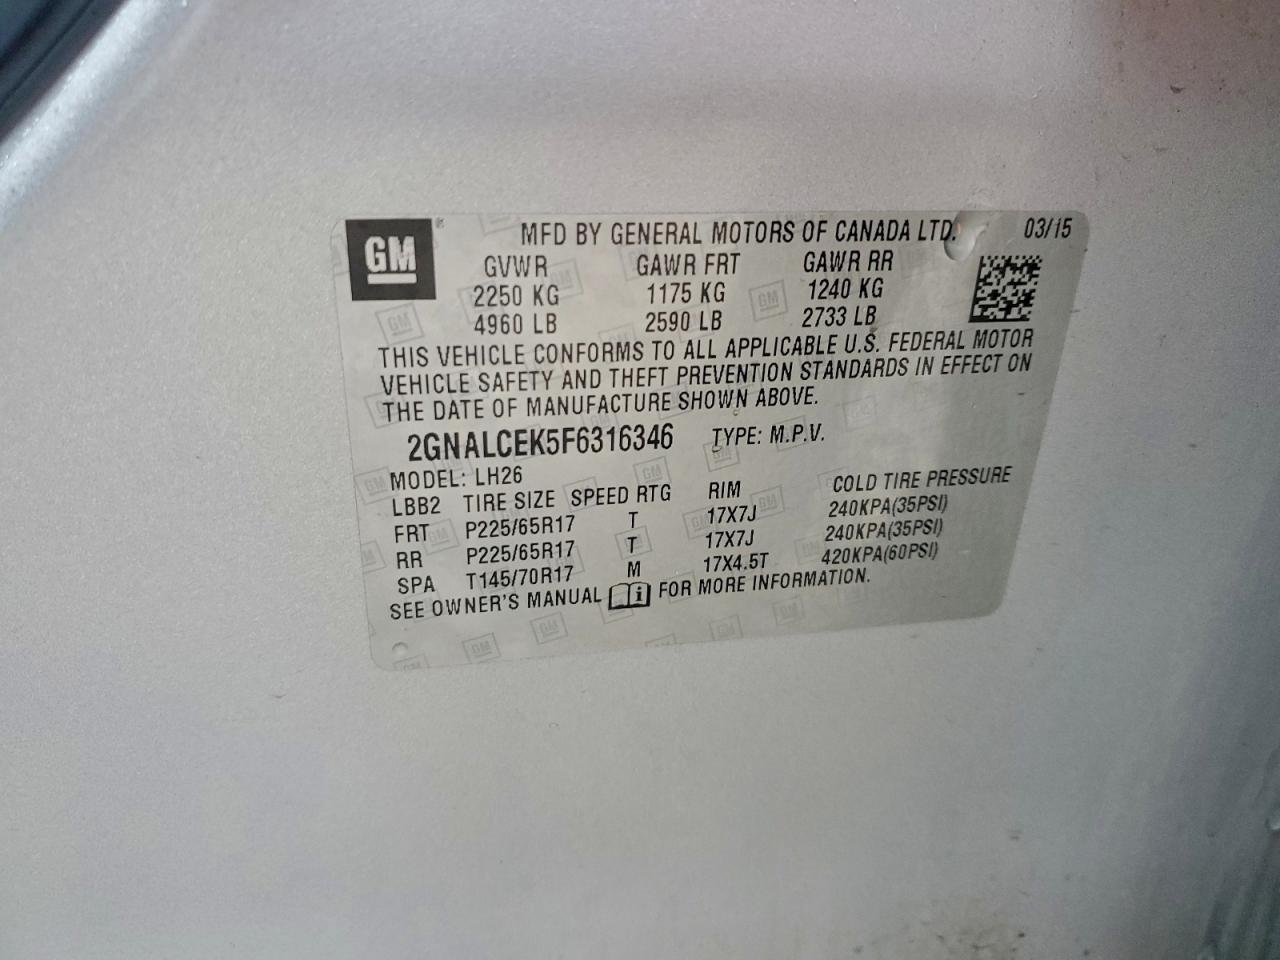 GM
MFD BY GENERAL MOTORS OF CANADA LTD. 03/15
GVWR GAWR FRT GAWR RR
2250 KG 1175 KG 1240 KG
4960 LB 2590 LB 2733 LB
THIS VEHICLE CONFORMS TO ALL APPLICABLE U.S. FEDERAL MOTOR
VEHICLE SAFETY AND THEFT PREVENTION STANDARDS IN EFFECT ON
THE DATE OF MANUFACTURE SHOWN ABOVE.
2GNALCEK5F6316346 TYPE: M.P.V.
MODEL: LH26
LBB2 TIRE SIZE SPEED RTG RIM COLD TIRE PRESSURE
FRT P225/65R17 T 17X7J 240KPA(35PSI)
RR P225/65R17 T 17X7J 240KPA(35PSI)
SPA T145/70R17 M 17X4.5T 420KPA(60PSI)
SEE OWNER'S MANUAL i FOR MORE INFORMATION.